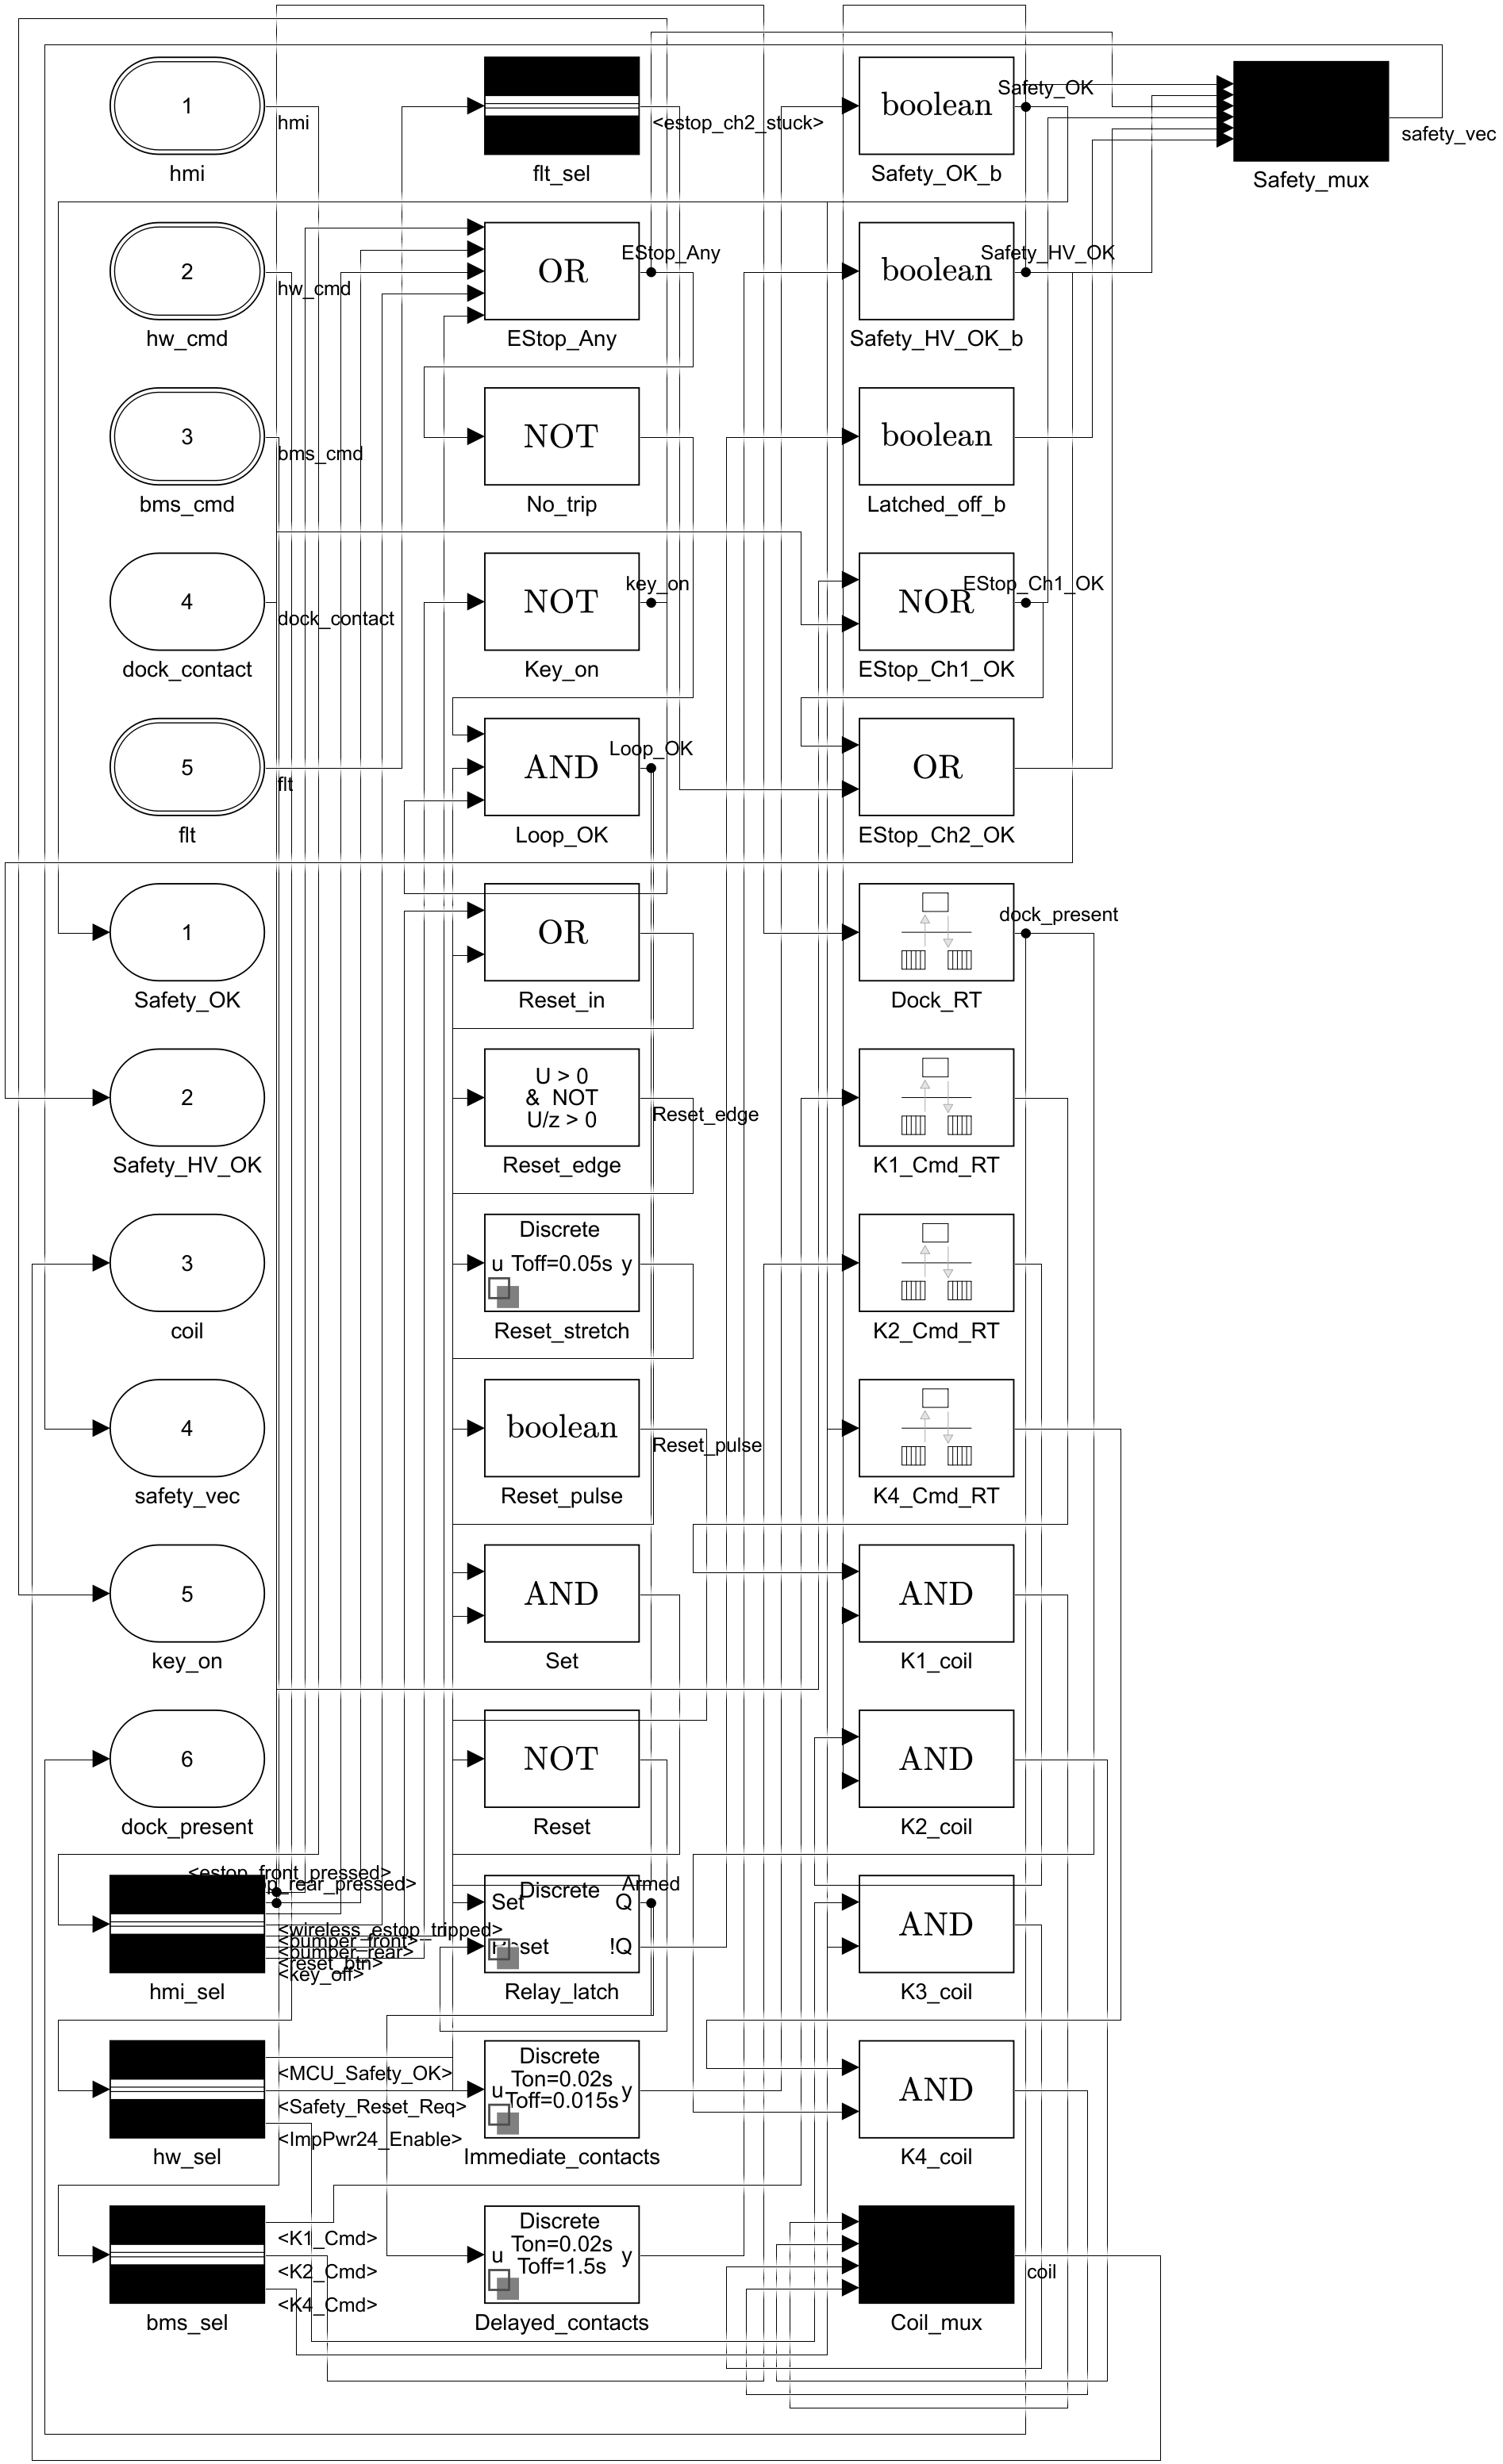 1
hmi
hmi
2
hw_cmd
hw_cmd
3
bms_cmd
bms_cmd
4
dock_contact
dock_contact
5
flt
flt
1
Safety_OK
2
Safety_HV_OK
3
coil
4
safety_vec
5
key_on
6
dock_present
<estop_front_pressed>
p_rear_pressed>
<wireless_estop_tripped>
<bumper_front>
<bumper_rear>
<reset_btn>
<key_off>
hmi_sel
<MCU_Safety_OK>
<Safety_Reset_Req>
<ImpPwr24_Enable>
hw_sel
<K1_Cmd>
<K2_Cmd>
<K4_Cmd>
bms_sel
<estop_ch2_stuck>
flt_sel
EStop_Any
OR
EStop_Any
NOT
No_trip
key_on
NOT
Key_on
Loop_OK
AND
Loop_OK
OR
Reset_in
U > 0
& NOT
U/z > 0
Reset_edge
Reset_edge
Discrete
u Toff=0.05s y
Reset_stretch
boolean
Reset_pulse
Reset_pulse
AND
Set
NOT
Reset
Armed
Discrete
Set Q
!Q
Relay_latch
Discrete
Ton=0.02s
u Toff=0.015s y
Immediate_contacts
Discrete
Ton=0.02s
u Toff=1.5s y
Delayed_contacts
Safety_OK
boolean
Safety_OK_b
Safety_HV_OK
boolean
Safety_HV_OK_b
boolean
Latched_off_b
EStop_Ch1_OK
NOR
EStop_Ch1_OK
OR
EStop_Ch2_OK
dock_present
Dock_RT
K1_Cmd_RT
K2_Cmd_RT
K4_Cmd_RT
AND
K1_coil
AND
K2_coil
AND
K3_coil
AND
K4_coil
coil
Coil_mux
safety_vec
Safety_mux